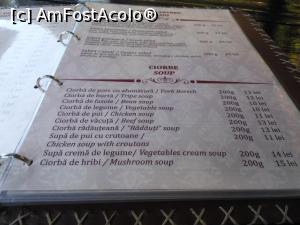 (c) AmFostAcolo®
CIORBE
SOUP
Ciorbă de porc cu afumătură / Pork Borsch 200g 13 lei
Ciorbă de burtă / Tripe soup 200g 13 lei
Ciorbă de fasole / Bean soup 200g 10 lei
Ciorbă de legume / Vegetable soup 200g 10 lei
Ciorbă de pui / Chicken soup 200g 11 lei
Ciorbă de văcuță / Beef soup 200g 14 lei
Ciorbă rădăuțeană / "Rădăuți" soup 200g 13 lei
Supă de pui cu crutoane / 200g 11 lei
Chicken soup with croutons
Supă cremă de legume / Vegetables cream soup 200g 14 lei
Ciorbă de hribi / Mushroom soup 200g 15 lei